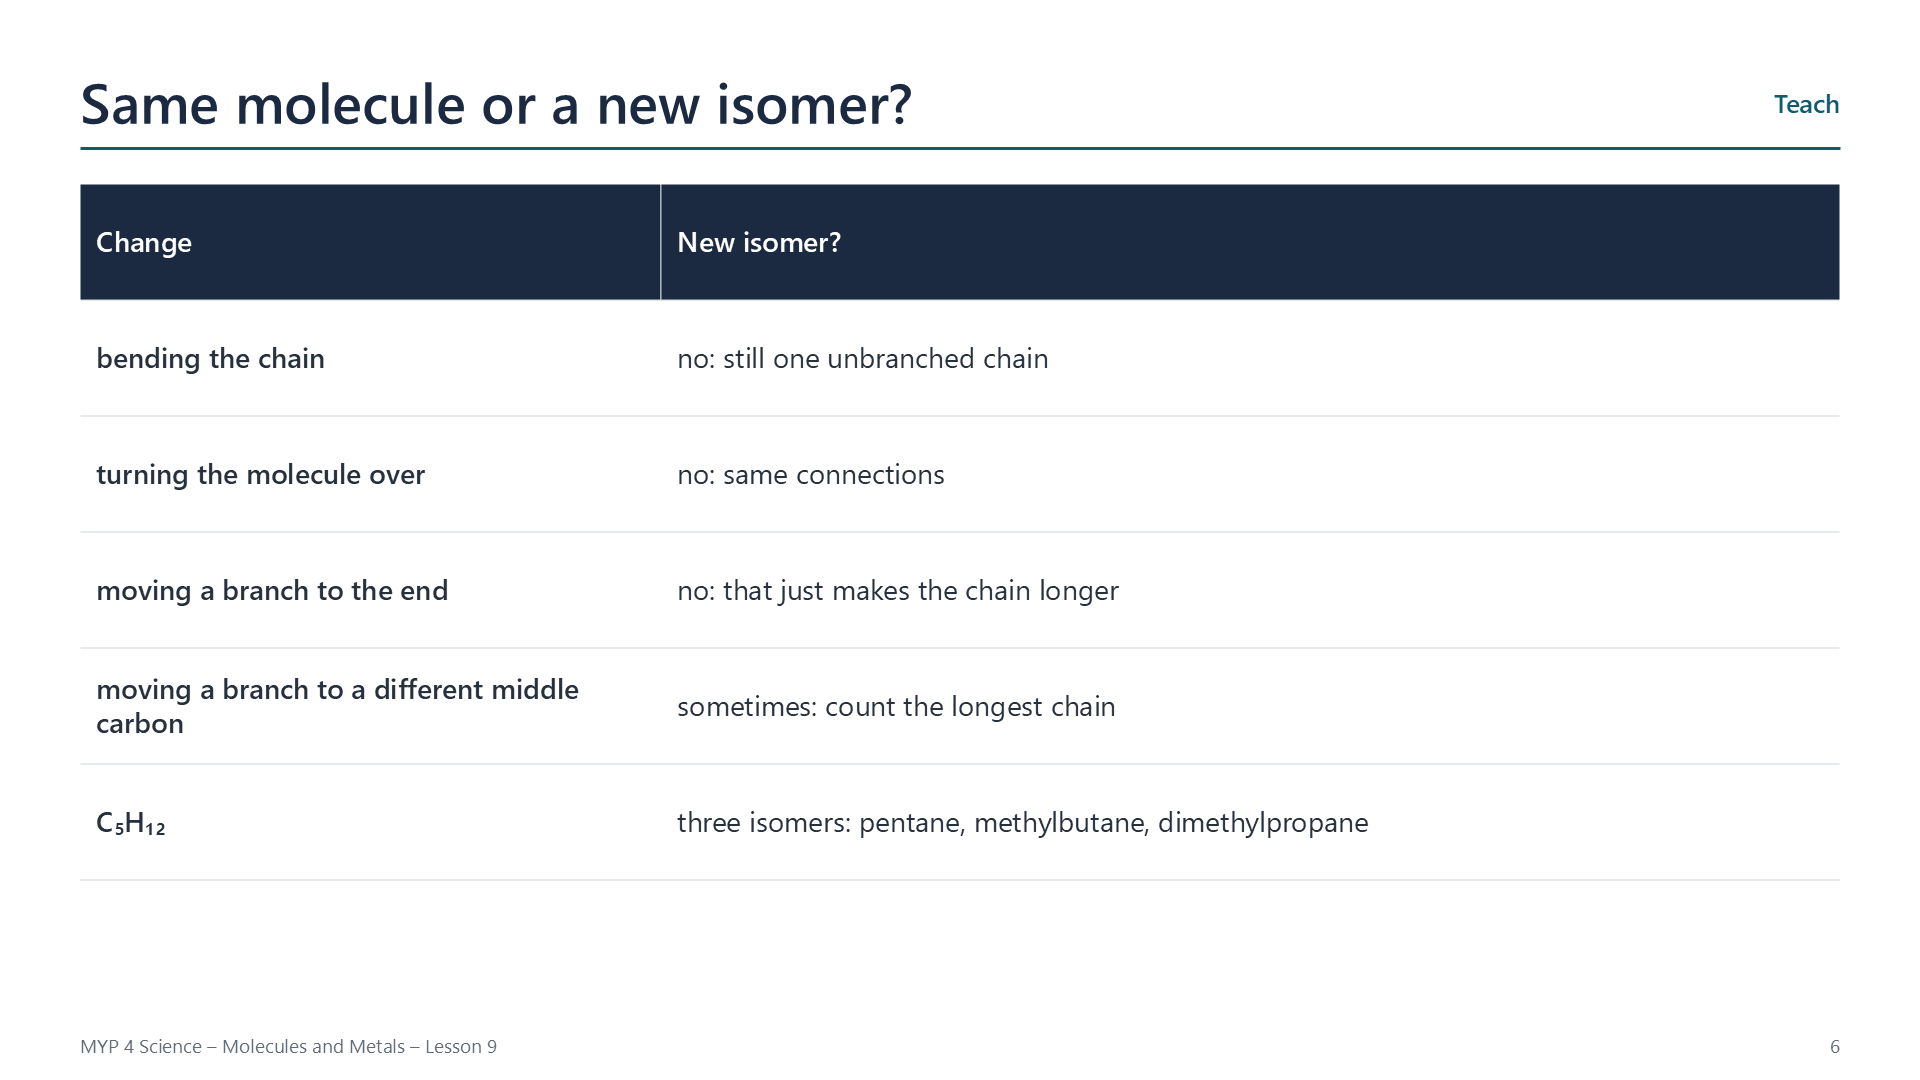 Same molecule or a new isomer?
Teach
Change
New isomer?
bending the chain
no: still one unbranched chain
turning the molecule over
no: same connections
moving a branch to the end
no: that just makes the chain longer
moving a branch to a different middle
carbon
sometimes: count the longest chain
C₅H₁₂
three isomers: pentane, methylbutane, dimethylpropane
MYP 4 Science – Molecules and Metals – Lesson 9
6